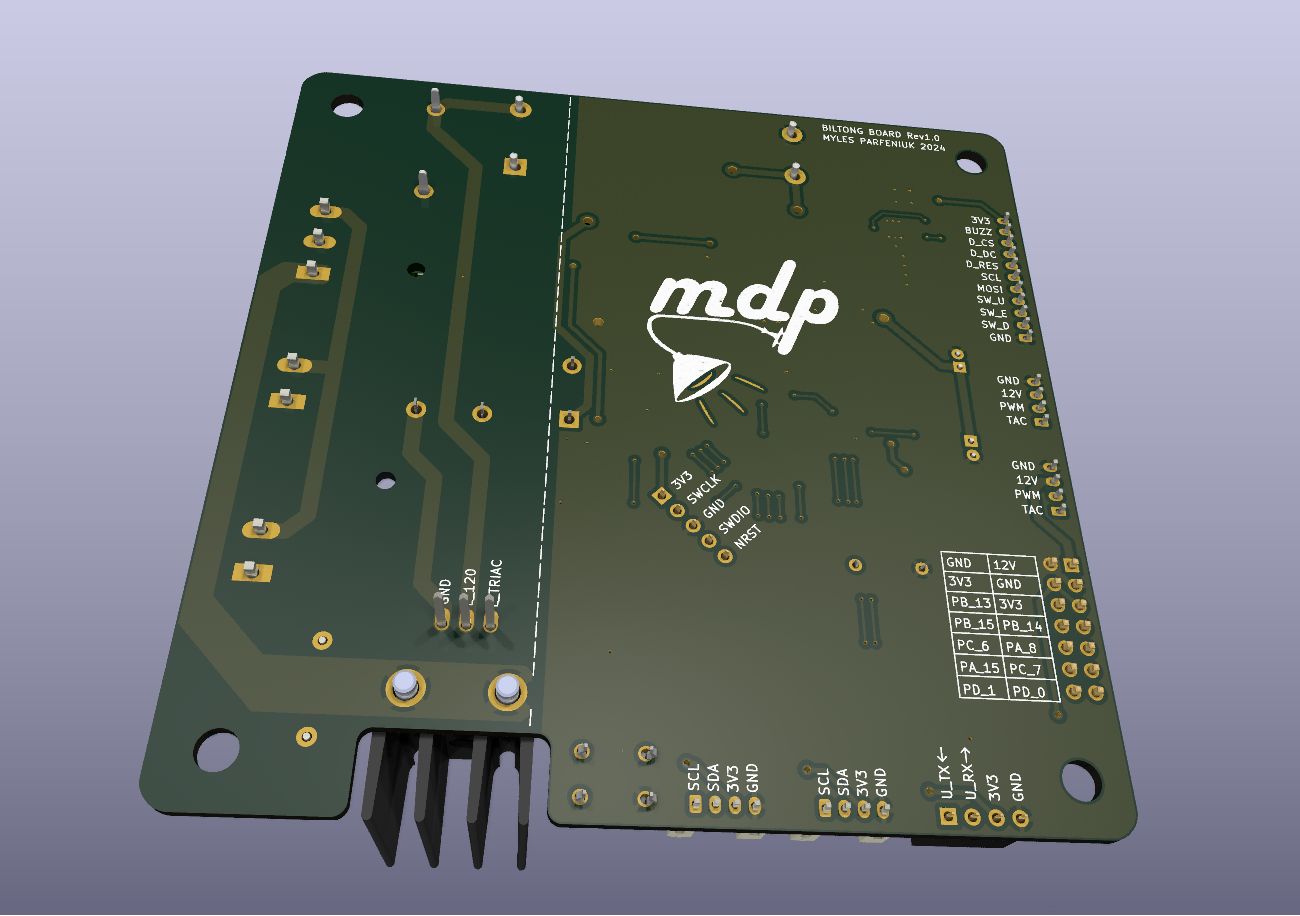 BILTONG BOARD Rev1.0
MYLES PARFENIUK 2024
3V3
BUZZ
D_CS
D_DC
D_RES
SCL
MOSI
SW_U
SW_E
SW_D
GND
mdp
GND
12V
PWM
TAC
GND
12V
PWM
TAC
3V3
SWCLK
GND
SWDIO
NRST
GND 12V
3V3 GND
PB_13 3V3
PB_15 PB_14
PC_6 PA_8
PA_15 PC_7
PD_1 PD_0
GND
_120
_TRIAC
SCL
SDA
3V3
GND
SCL
SDA
3V3
GND
U_TX←
U_RX→
3V3
GND